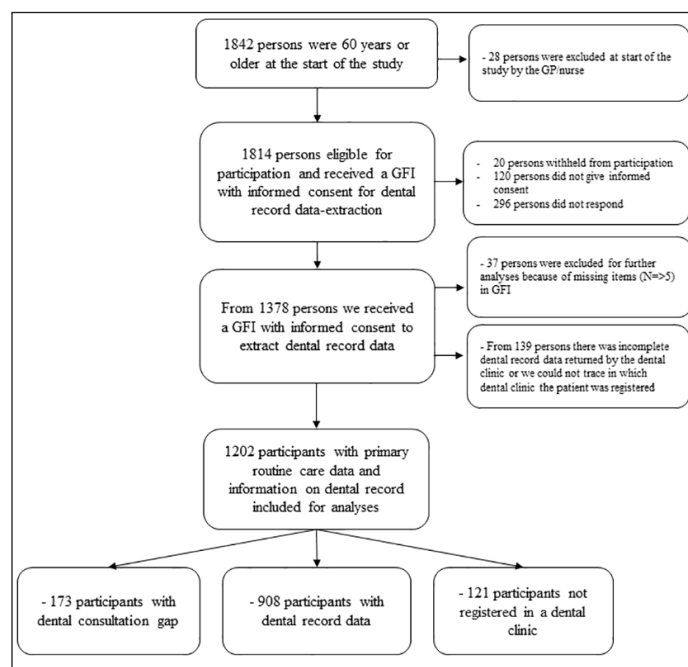 1842 persons were 60 years or
older at the start of the study
- 28 persons were excluded at start of the
study by the GP/nurse
1814 persons eligible for
participation and received a GFI
with informed consent for dental
record data-extraction
- 20 persons withheld from participation
- 120 persons did not give informed
consent
- 296 persons did not respond
- 37 persons were excluded for further
analyses because of missing items (N=>5)
in GFI
From 1378 persons we received
a GFI with informed consent to
extract dental record data
- From 139 persons there was incomplete
dental record data returned by the dental
clinic or we could not trace in which
dental clinic the patient was registered
1202 participants with primary
routine care data and
information on dental record
included for analyses
- 173 participants with
dental consultation gap
- 908 participants with
dental record data
- 121 participants not
registered in a dental
clinic